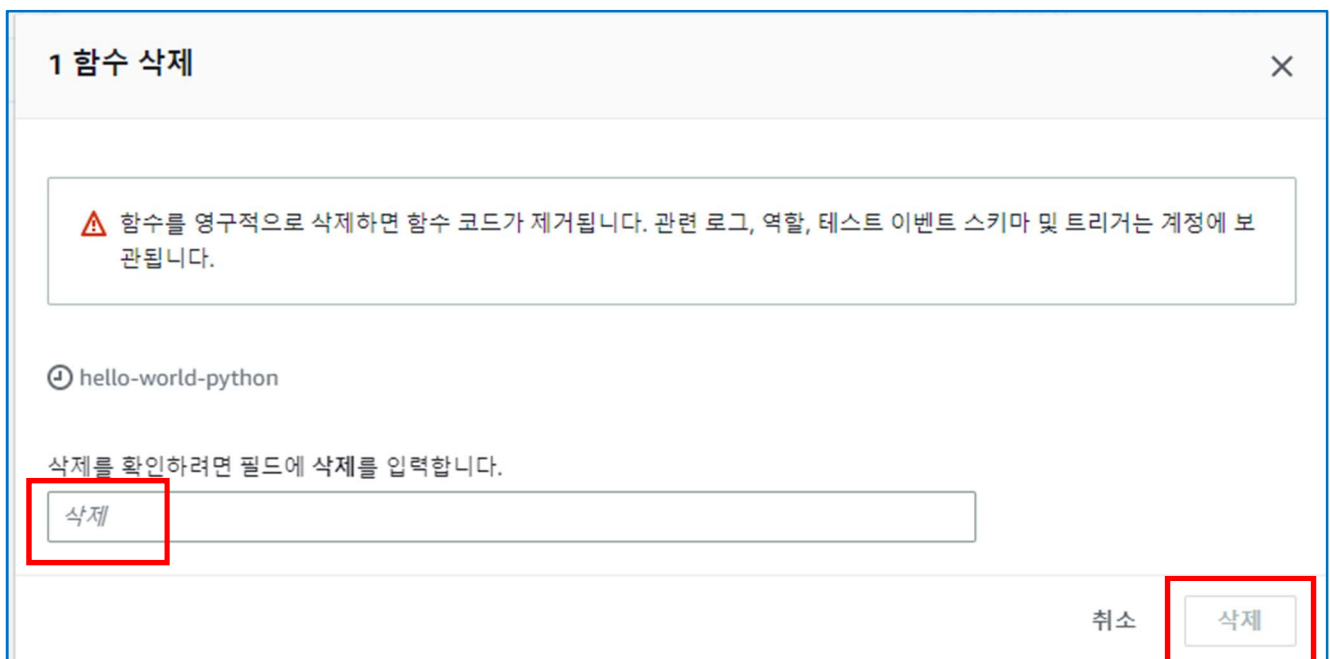 1 함수 삭제
함수를 영구적으로 삭제하면 함수 코드가 제거됩니다. 관련 로그, 역할, 테스트 이벤트 스키마 및 트리거는 계정에 보
관됩니다.
hello-world-python
삭제를 확인하려면 필드에 삭제를 입력합니다.
삭제
취소 삭제